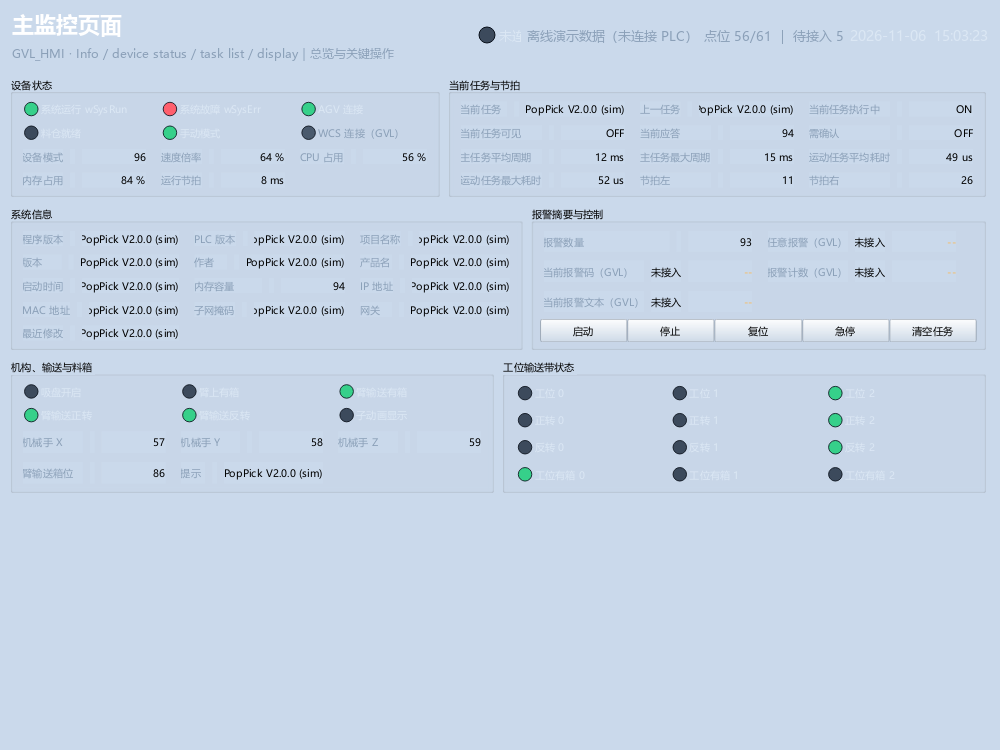 主监控页面
GVL_HMI · Info / device status / task list / display | 总览与关键操作
离线演示数据（未连接 PLC） 点位 56/61 | 待接入 5 2026-11-06 15:03:23
设备状态
系统运行 wSysRun 系统故障 wSysErr AGV 连接
料仓就绪 手动模式 WCS 连接 (GVL)
设备模式 96 速度倍率 64 % CPU 占用 56 %
内存占用 84 % 运行节拍 8 ms
当前任务与节拍
当前任务 PopPick V2.0.0 (sim) 上一任务 PopPick V2.0.0 (sim) 当前任务执行中 ON
当前任务可见 OFF 当前应答 94 需确认 OFF
主任务平均周期 12 ms 主任务最大周期 15 ms 运动任务平均耗时 49 us
运动任务最大耗时 52 us 节拍左 11 节拍右 26
系统信息
程序版本 PopPick V2.0.0 (sim) PLC 版本 opPick V2.0.0 (sim) 项目名称 opPick V2.0.0 (sim)
版本 PopPick V2.0.0 (sim) 作者 PopPick V2.0.0 (sim) 产品名 PopPick V2.0.0 (sim)
启动时间 PopPick V2.0.0 (sim) 内存容量 94 IP 地址 PopPick V2.0.0 (sim)
MAC 地址 opPick V2.0.0 (sim) 子网掩码 opPick V2.0.0 (sim) 网关 PopPick V2.0.0 (sim)
最近修改 PopPick V2.0.0 (sim)
报警摘要与控制
报警数量 93 任意报警 (GVL) 未接入 --
当前报警码 (GVL) 未接入 -- 报警计数 (GVL) 未接入 --
当前报警文本 (GVL) 未接入 --
启动 停止 复位 急停 清空任务
机构、输送与料箱
吸盘开启 臂上有箱 臂输送有箱
臂输送正转 臂输送反转 手动画显示
机械手 X 57 机械手 Y 58 机械手 Z 59
臂输送箱位 86 提示 PopPick V2.0.0 (sim)
工位输送带状态
工位 0 工位 1 工位 2
正转 0 正转 1 正转 2
反转 0 反转 1 反转 2
工位有箱 0 工位有箱 1 工位有箱 2